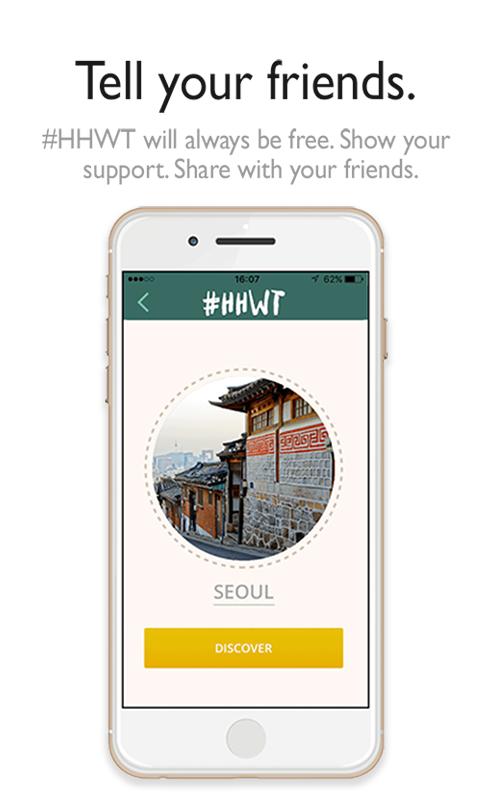 Tell your friends.
#HHWT will always be free. Show your
support. Share with your friends.
16:07
62%
#HHWT
SEOUL
DISCOVER